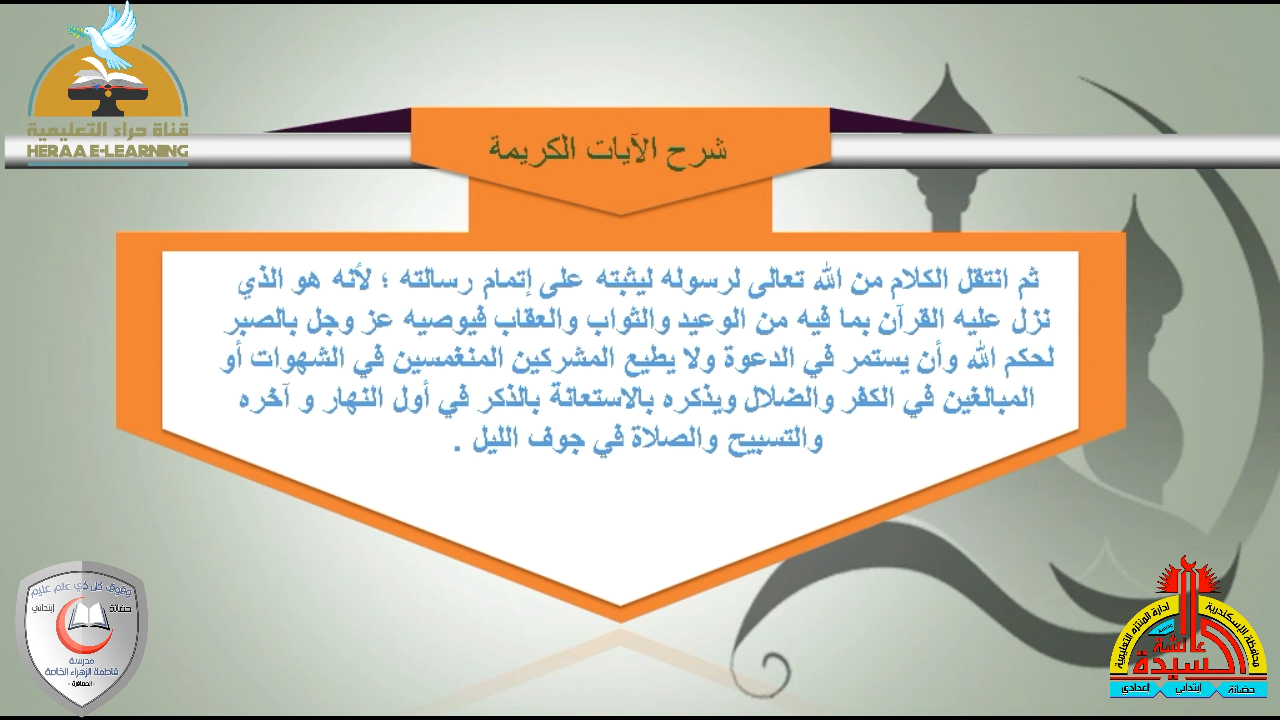 قناة حراء التعليمية
HERAA E-LEARNING
شرح الآيات الكريمة
ثم انتقل الكلام من الله تعالى لرسوله ليثبته على إتمام رسالته ؛ لأنه هو الذي
نزل عليه القرآن بما فيه من الوعيد والثواب والعقاب فيوصيه عز وجل بالصبر
لحكم الله وأن يستمر في الدعوة ولا يطيع المشركين المنغمسين في الشهوات أو
المبالغين في الكفر والضلال ويذكره بالاستعانة بالذكر في أول النهار و آخره
والتسبيح والصلاة في جوف الليل .
وفوق كل ذي علم عليم
حضانة
إبتدائي
مدرسة
فاطمة الزهراء الخاصة
محافظة الإسكندرية
إدارة المنتزه التعليمية
مدرسة
السيدة عائشة
حضانة
إبتدائي
إعدادي